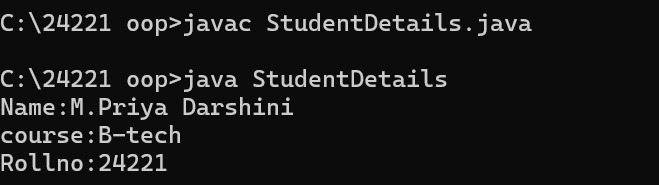 C:\24221 oop>javac StudentDetails.java
C:\24221 oop>java StudentDetails
Name:M.Priya Darshini
course:B-tech
Rollno:24221